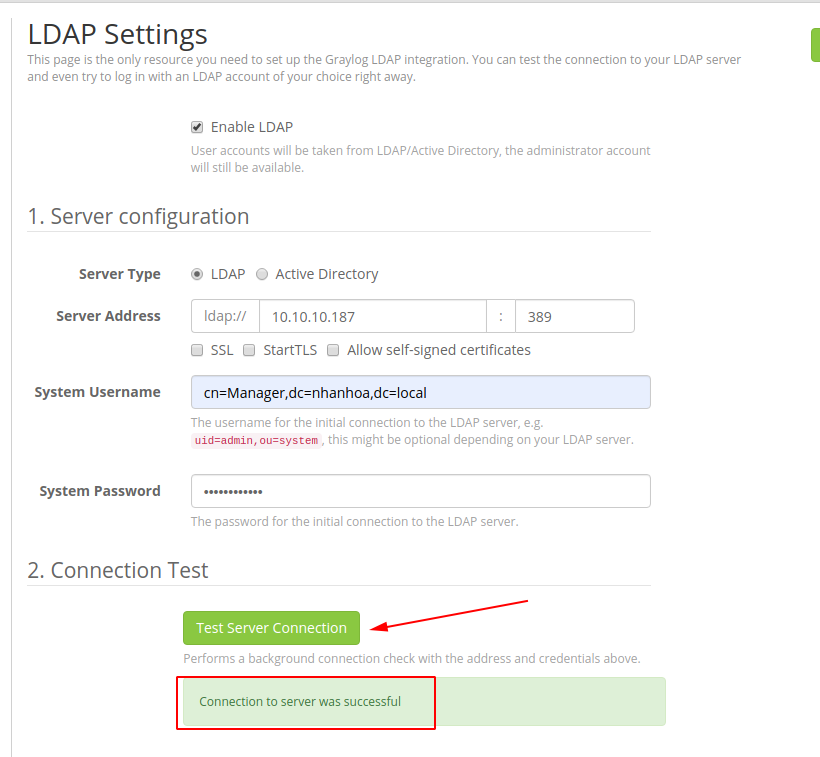 LDAP Settings
This page is the only resource you need to set up the Graylog LDAP integration. You can test the connection to your LDAP server
and even try to log in with an LDAP account of your choice right away.
Enable LDAP
User accounts will be taken from LDAP/Active Directory, the administrator account
will still be available.
1. Server configuration
Server Type LDAP Active Directory
Server Address ldap:// 10.10.10.187 : 389
SSL StartTLS Allow self-signed certificates
System Username cn=Manager,dc=nhanhoa,dc=local
The username for the initial connection to the LDAP server, e.g.
uid=admin,ou=system, this might be optional depending on your LDAP server.
System Password ••••••••••••
The password for the initial connection to the LDAP server.
2. Connection Test
Test Server Connection
Performs a background connection check with the address and credentials above.
Connection to server was successful